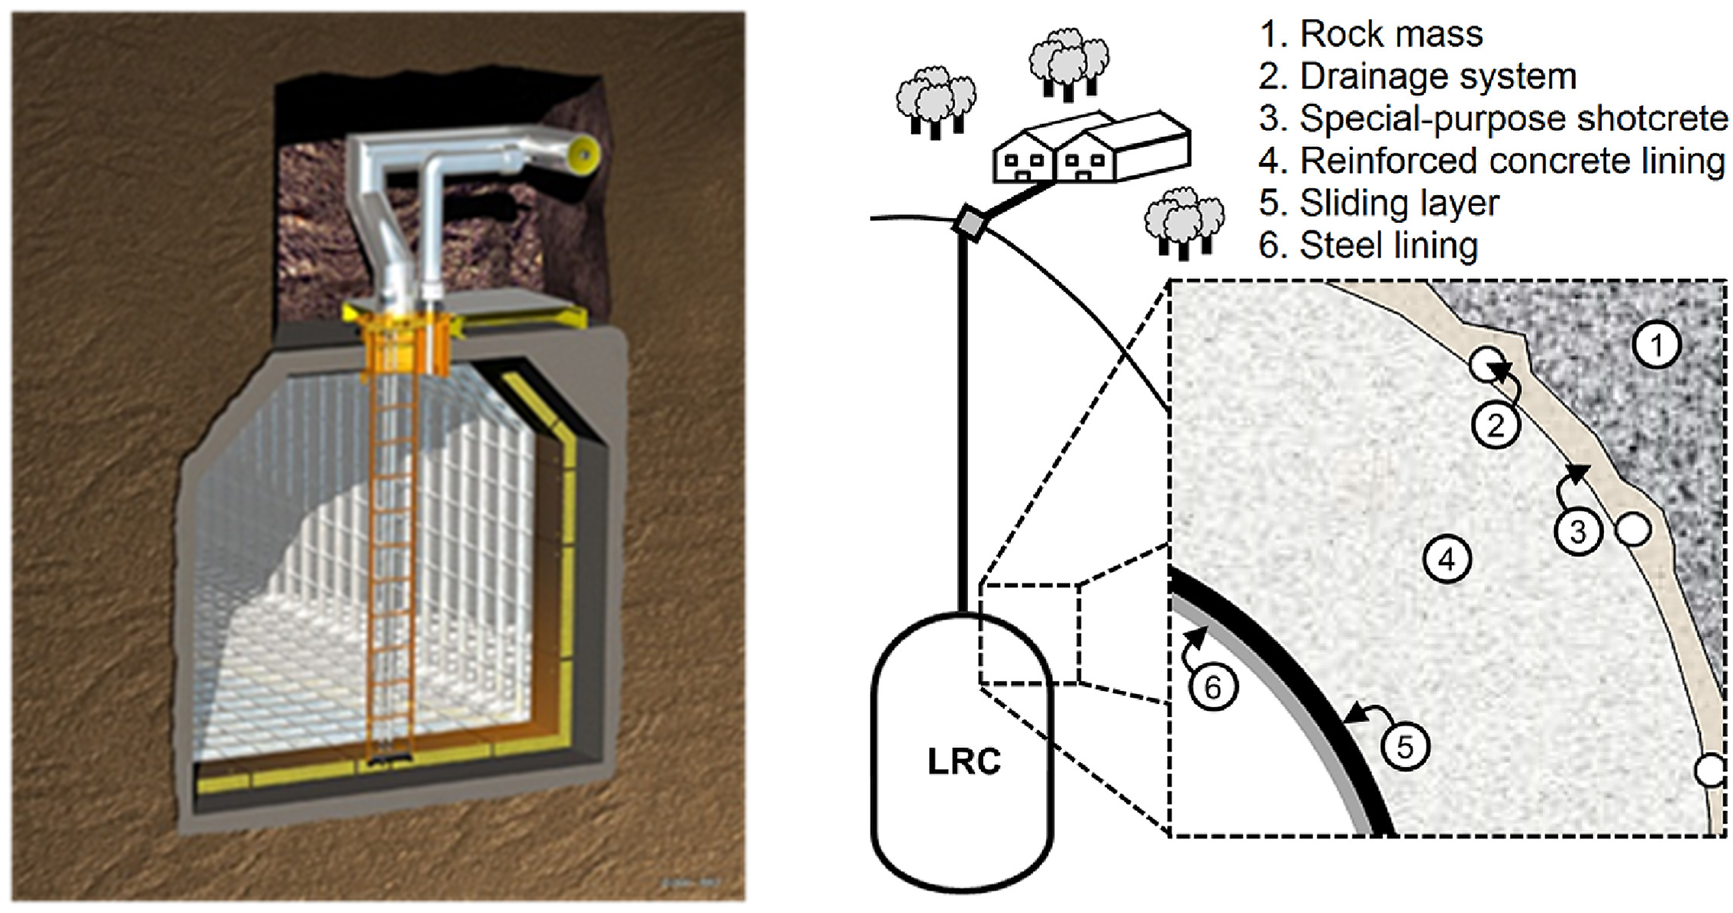 1. Rock mass
2. Drainage system
3. Special-purpose shotcrete
4. Reinforced concrete lining
5. Sliding layer
6. Steel lining
1
2
3
4
6
5
LRC